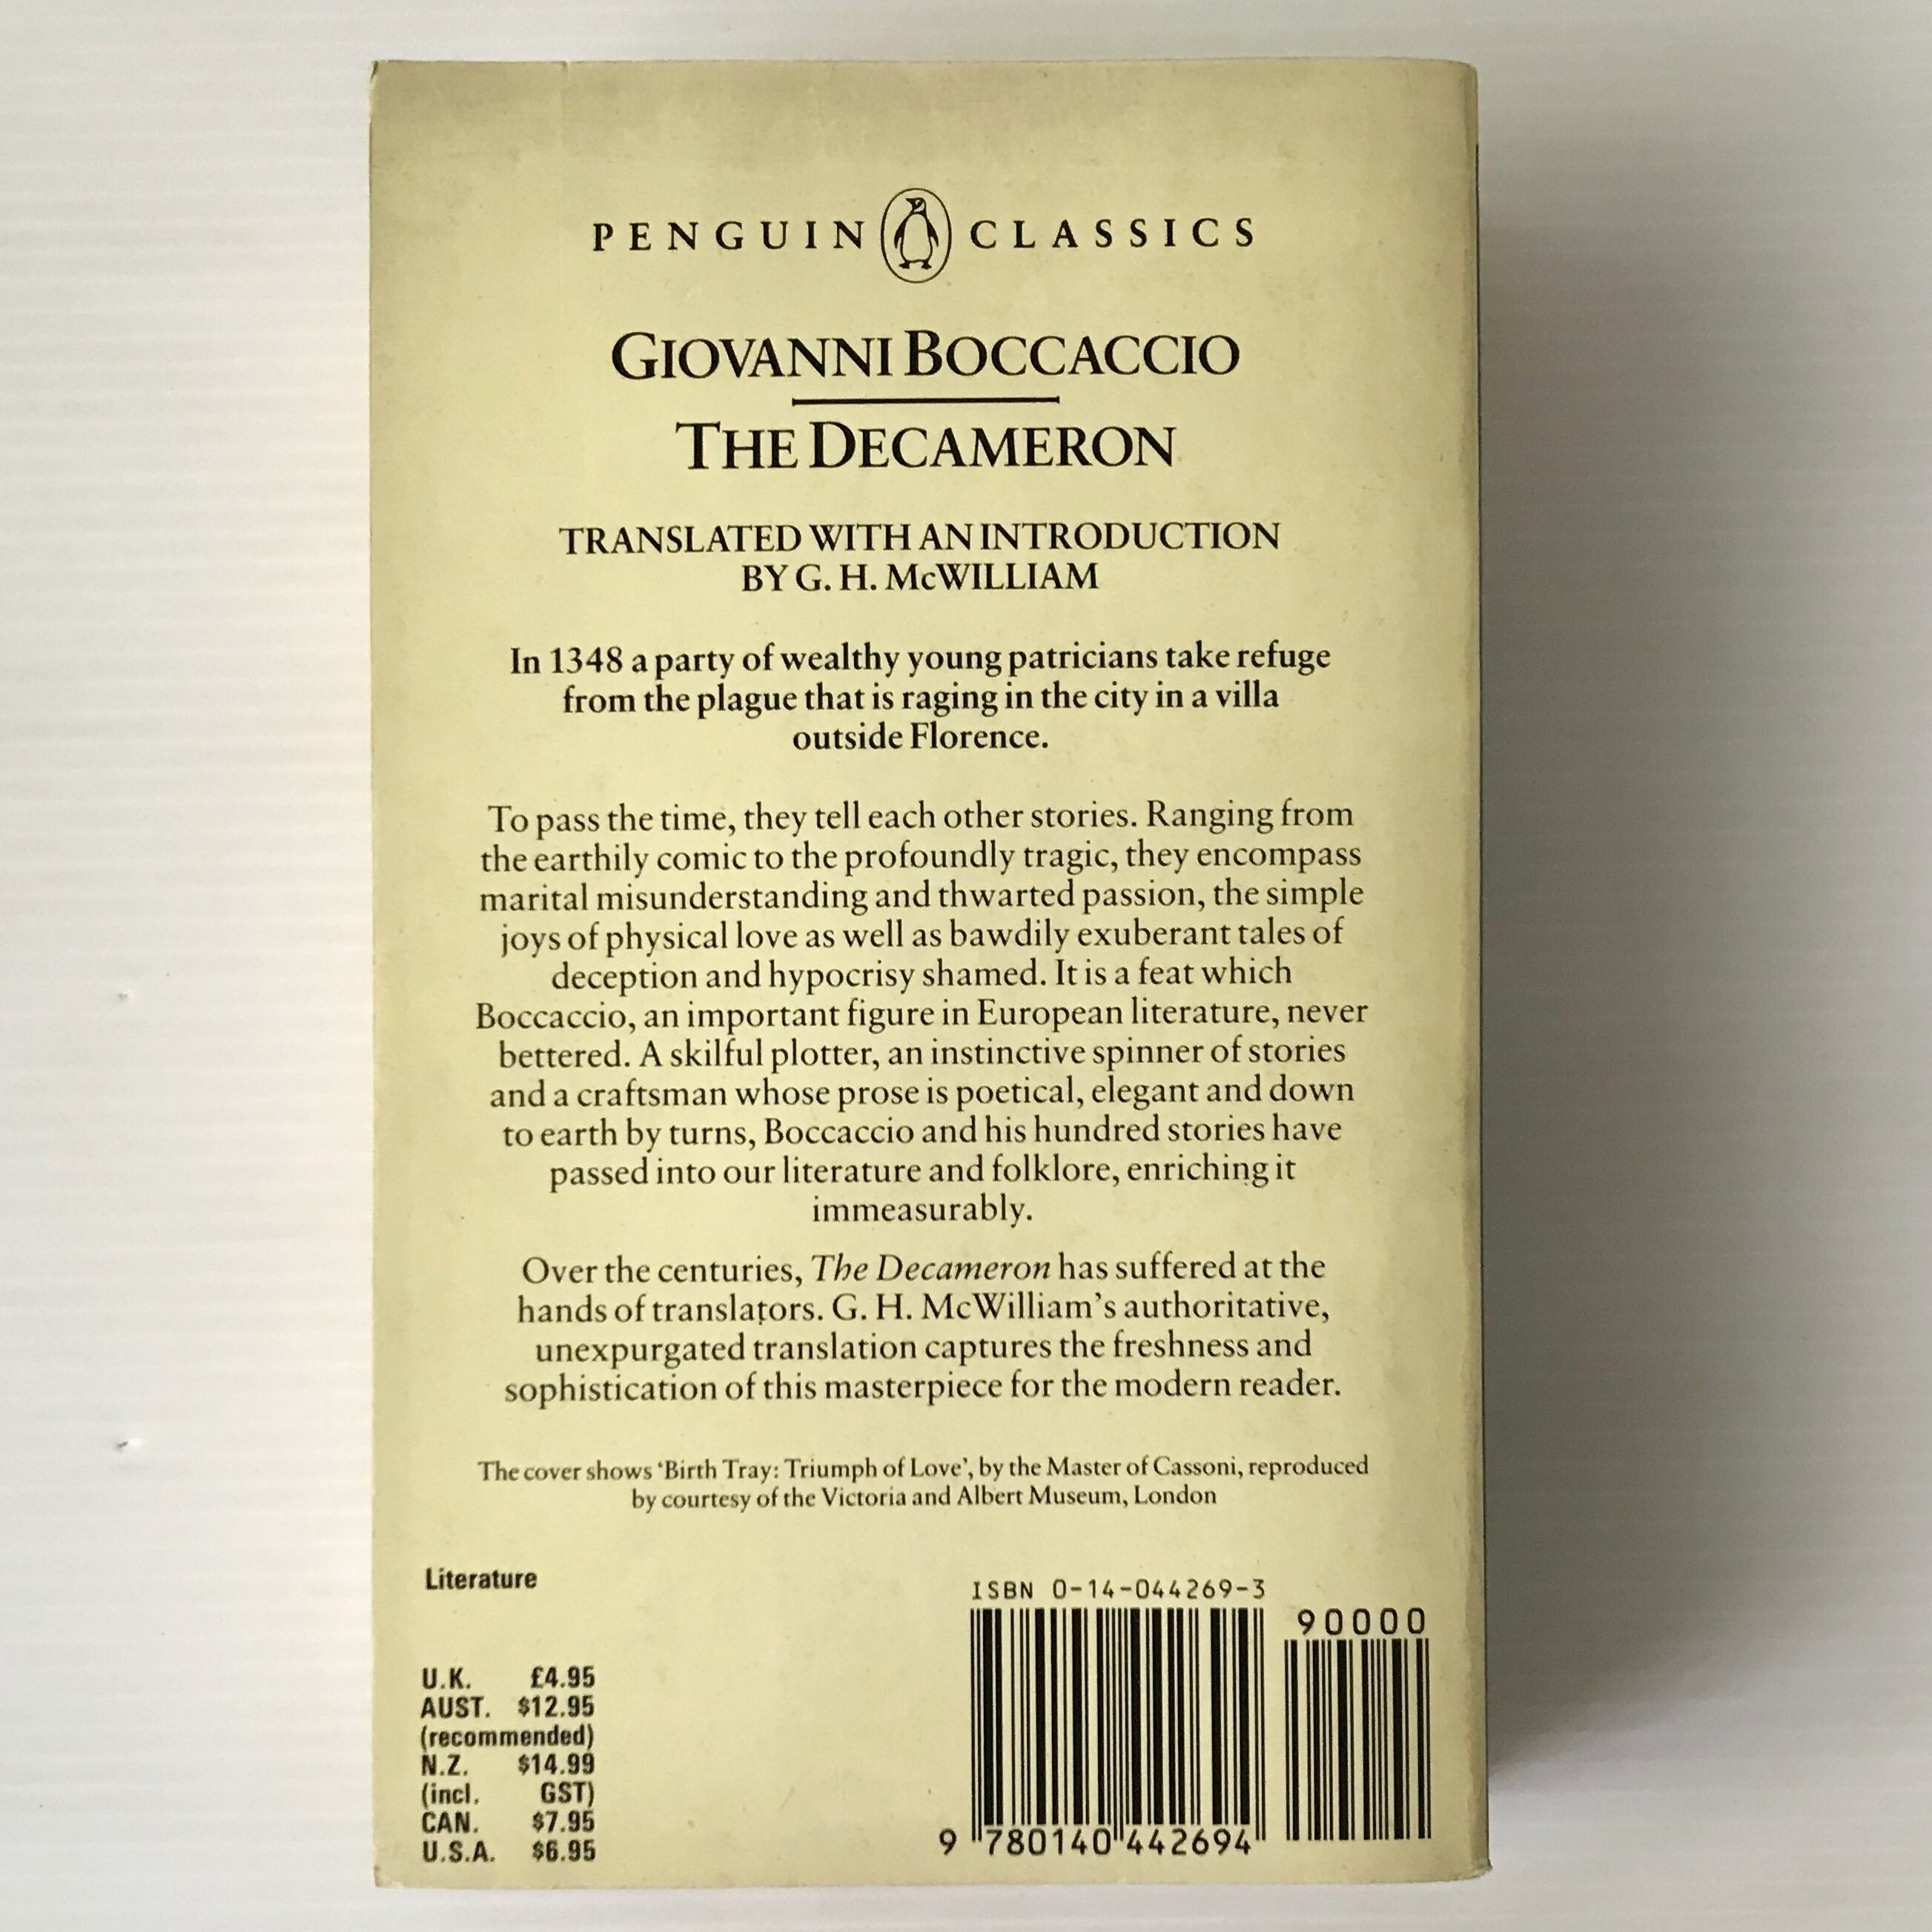 PENGUIN CLASSICS
GIOVANNI BOCCACCIO
THE DECAMERON
TRANSLATED WITH AN INTRODUCTION
BY G. H. McWILLIAM
In 1348 a party of wealthy young patricians take refuge
from the plague that is raging in the city in a villa
outside Florence.
To pass the time, they tell each other stories. Ranging from
the earthily comic to the profoundly tragic, they encompass
marital misunderstanding and thwarted passion, the simple
joys of physical love as well as bawdily exuberant tales of
deception and hypocrisy shamed. It is a feat which
Boccaccio, an important figure in European literature, never
bettered. A skilful plotter, an instinctive spinner of stories
and a craftsman whose prose is poetical, elegant and down
to earth by turns, Boccaccio and his hundred stories have
passed into our literature and folklore, enriching it
immeasurably.
Over the centuries, The Decameron has suffered at the
hands of translators. G. H. McWilliam's authoritative,
unexpurgated translation captures the freshness and
sophistication of this masterpiece for the modern reader.
The cover shows 'Birth Tray: Triumph of Love', by the Master of Cassoni, reproduced
by courtesy of the Victoria and Albert Museum, London
Literature
U.K. £4.95
AUST. $12.95
(recommended)
N.Z. $14.99
(incl. GST)
CAN. $7.95
U.S.A. $6.95
ISBN 0-14-044269-3
90000
9 780140 442694